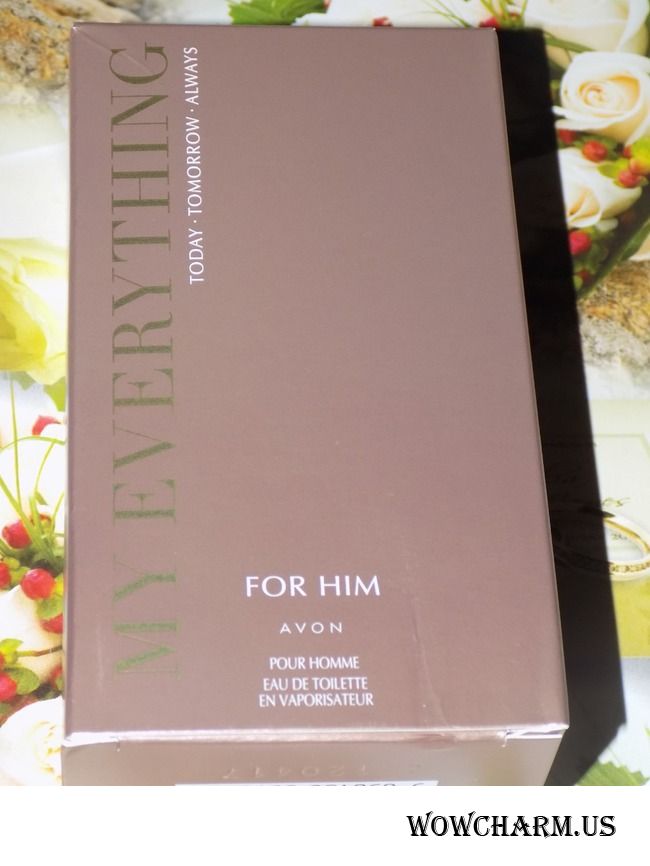 MY EVERYTHING
TODAY · TOMORROW · ALWAYS
FOR HIM
AVON
POUR HOMME
EAU DE TOILETTE
EN VAPORISATEUR
WOWCHARM.US